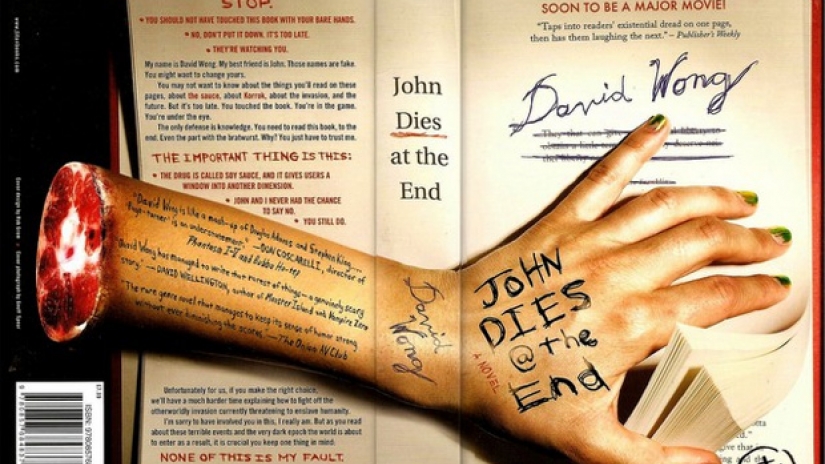 STOP.
• YOU SHOULD NOT HAVE TOUCHED THIS BOOK WITH YOUR BARE HANDS.
• NO, DON'T PUT IT DOWN. IT'S TOO LATE.
• THEY'RE WATCHING YOU.
My name is David Wong. My best friend is John. Those names are fake.
You might want to change yours.
You may not want to know about the things you'll read on these
pages, about the sauce, about Korrok, about the invasion, and the
future. But it's too late. You touched the book. You're in the game.
You're under the eye.
The only defense is knowledge. You need to read this book, to the
end. Even the part with the bratwurst. Why? You just have to trust me.
THE IMPORTANT THING IS THIS:
• THE DRUG IS CALLED SOY SAUCE, AND IT GIVES USERS A
WINDOW INTO ANOTHER DIMENSION.
• JOHN AND I NEVER HAD THE CHANCE
TO SAY NO.
• YOU STILL DO.
"David Wong is like a mash-up of Douglas Adams and Stephen King....
'Page-turner' is an understatement." —DON COSCARELLI, director of
Phantasm I-V and Bubba Ho-tep
David Wong has managed to write that rarest of things—a genuinely scary
story." —DAVID WELLINGTON, author of Monster Island and Vampire Zero
"The rare genre novel that manages to keep its sense of humor strong
without ever diminishing the scares." —The Onion AV Club
Unfortunately for us, if you make the right choice,
we'll have a much harder time explaining how to fight off the
otherworldly invasion currently threatening to enslave humanity.
I'm sorry to have involved you in this, I really am. But as you read
about these terrible events and the very dark epoch the world is about
to enter as a result, it is crucial you keep one thing in mind:
NONE OF THIS IS MY FAULT.
Cover design by Rob Grom
Cover photograph by Geoff Spear
£7.99
John
Dies
at the
End
David
Wong
SOON TO BE A MAJOR MOVIE!
"Taps into readers' existential dread on one page,
then has them laughing the next." – Publisher's Weekly
David Wong
JOHN
DIES
@ the
End
A NOVEL